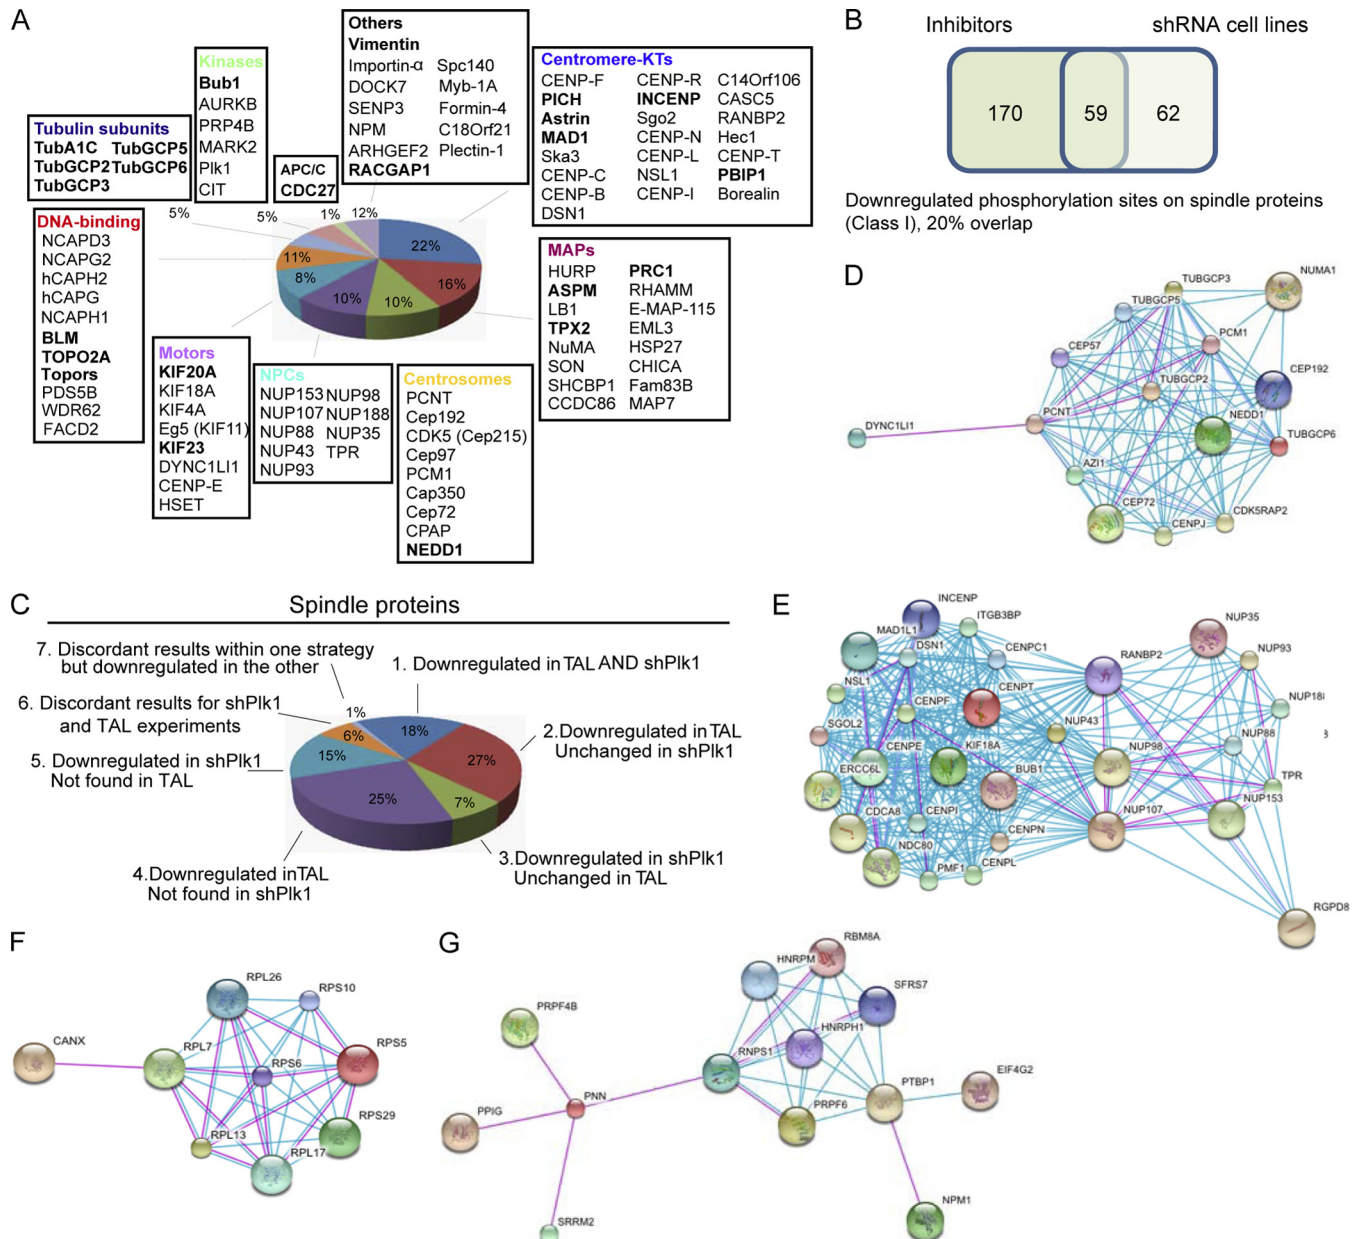 A
Kinases
Bub1
AURKB
PRP4B
MARK2
Plk1
CIT
Tubulin subunits
TubA1C TubGCP5
TubGCP2 TubGCP6
TubGCP3
APC/C
CDC27
Others
Vimentin
Importin-α Spc140
DOCK7 Myb-1A
SENP3 Formin-4
NPM C18Orf21
ARHGEF2 Plectin-1
RACGAP1
Centromere-KTs
CENP-F CENP-R C14Orf106
PICH INCENP CASC5
Astrin Sgo2 RANBP2
MAD1 CENP-N Hec1
Ska3 CENP-L CENP-T
CENP-C NSL1 PBIP1
CENP-B CENP-I Borealin
DSN1
DNA-binding
NCAPD3
NCAPG2
hCAPH2
hCAPG
NCAPH1
BLM
TOPO2A
Topors
PDS5B
WDR62
FACD2
5%
5%
1%
12%
22%
16%
10%
10%
8%
11%
MAPs
HURP PRC1
ASPM RHAMM
LB1 E-MAP-115
TPX2 EML3
NuMA HSP27
SON CHICA
SHCBP1 Fam83B
CCDC86 MAP7
Motors
KIF20A
KIF18A
KIF4A
Eg5 (KIF11)
KIF23
DYNC1LI1
CENP-E
HSET
NPCs
NUP153 NUP98
NUP107 NUP188
NUP88 NUP35
NUP43 TPR
NUP93
Centrosomes
PCNT
Cep192
CDK5 (Cep215)
Cep97
PCM1
Cap350
Cep72
CPAP
NEDD1
B
Inhibitors shRNA cell lines
170 59 62
Downregulated phosphorylation sites on spindle proteins
(Class I), 20% overlap
D
TUBGCP3
NUMA1
TUBGCP5
PCM1
CEP57
CEP192
TUBGCP2
NEDD1
PCNT
DYNC1LI1
TUBGCP6
AZI1
CEP72
CDK5RAP2
CENPJ
C
Spindle proteins
7. Discordant results within one strategy
but downregulated in the other
1. Downregulated in TAL AND shPlk1
6. Discordant results for shPlk1
and TAL experiments
2. Downregulated in TAL
Unchanged in shPlk1
5. Downregulated in shPlk1
Not found in TAL
3.Downregulated in shPlk1
Unchanged in TAL
4.Downregulated inTAL
Not found in shPlk1
1%
18%
6%
27%
15%
25%
7%
E
INCENP
ITGB3BP
NUP35
MAD1L1
DSN1
CENPC1
RANBP2
NUP93
NSL1
CENPT
CENPF
NUP18
SGOL2
NUP43
CENPE
KIF18A
NUP98
NUP88
ERCC6L
BUB1
TPR
CDCA8
CENPI
NUP107
NUP153
CENPN
NDC80
PMF1
CENPL
RGPD8
F
RPL26
RPS10
CANX
RPL7
RPS5
RPS6
RPS29
RPL13
RPL17
G
RBM8A
HNRPM
SFRS7
PRPF4B
HNRPH1
RNPS1
PTBP1
EIF4G2
PNN
PPIG
PRPF6
NPM1
SRRM2